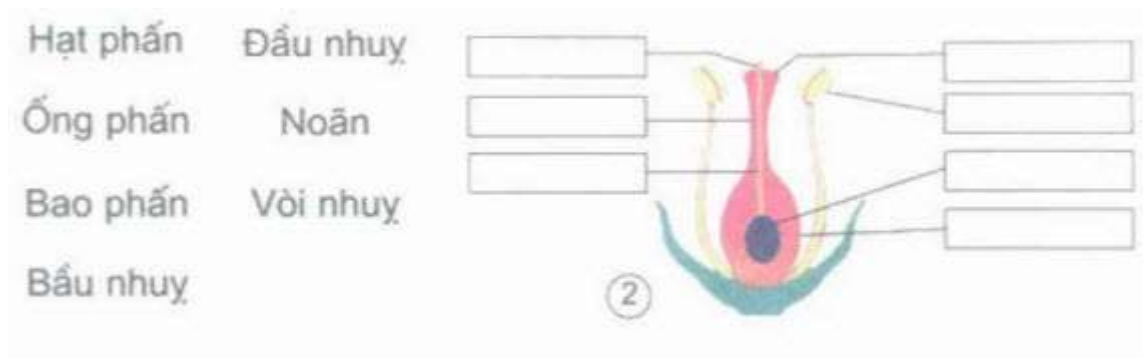 Hạt phấn Đầu nhuỵ
Ống phấn Noãn
Bao phấn Vòi nhuỵ
Bầu nhuỵ
2